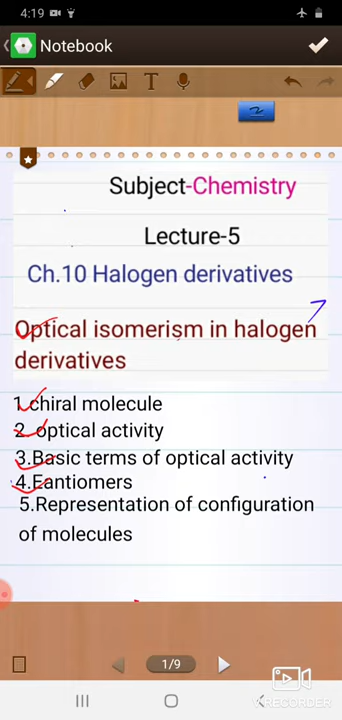 4:19
Notebook
T
Subject-Chemistry
Lecture-5
Ch.10 Halogen derivatives
Optical isomerism in halogen
derivatives
1.chiral molecule
2. optical activity
3.Basic terms of optical activity
4.Eantiomers
5.Representation of configuration
of molecules
1/9
RECORDER